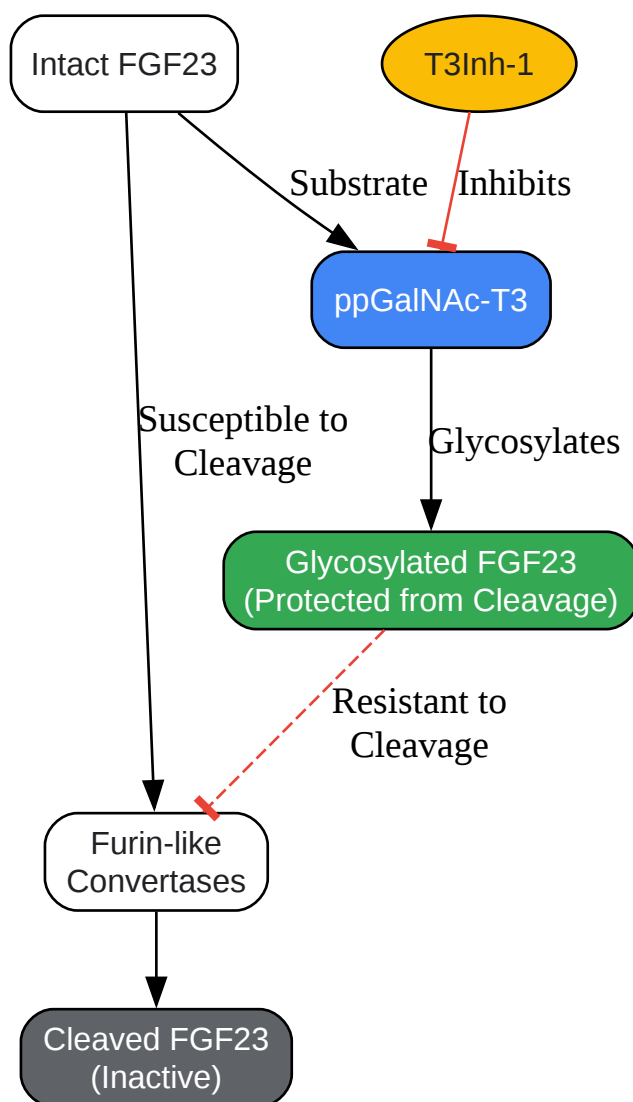 Intact FGF23
T3Inh-1
Substrate
Inhibits
ppGalNAc-T3
Susceptible to
Cleavage
Glycosylates
Glycosylated FGF23
(Protected from Cleavage)
Resistant to
Cleavage
Furin-like
Convertases
Cleaved FGF23
(Inactive)